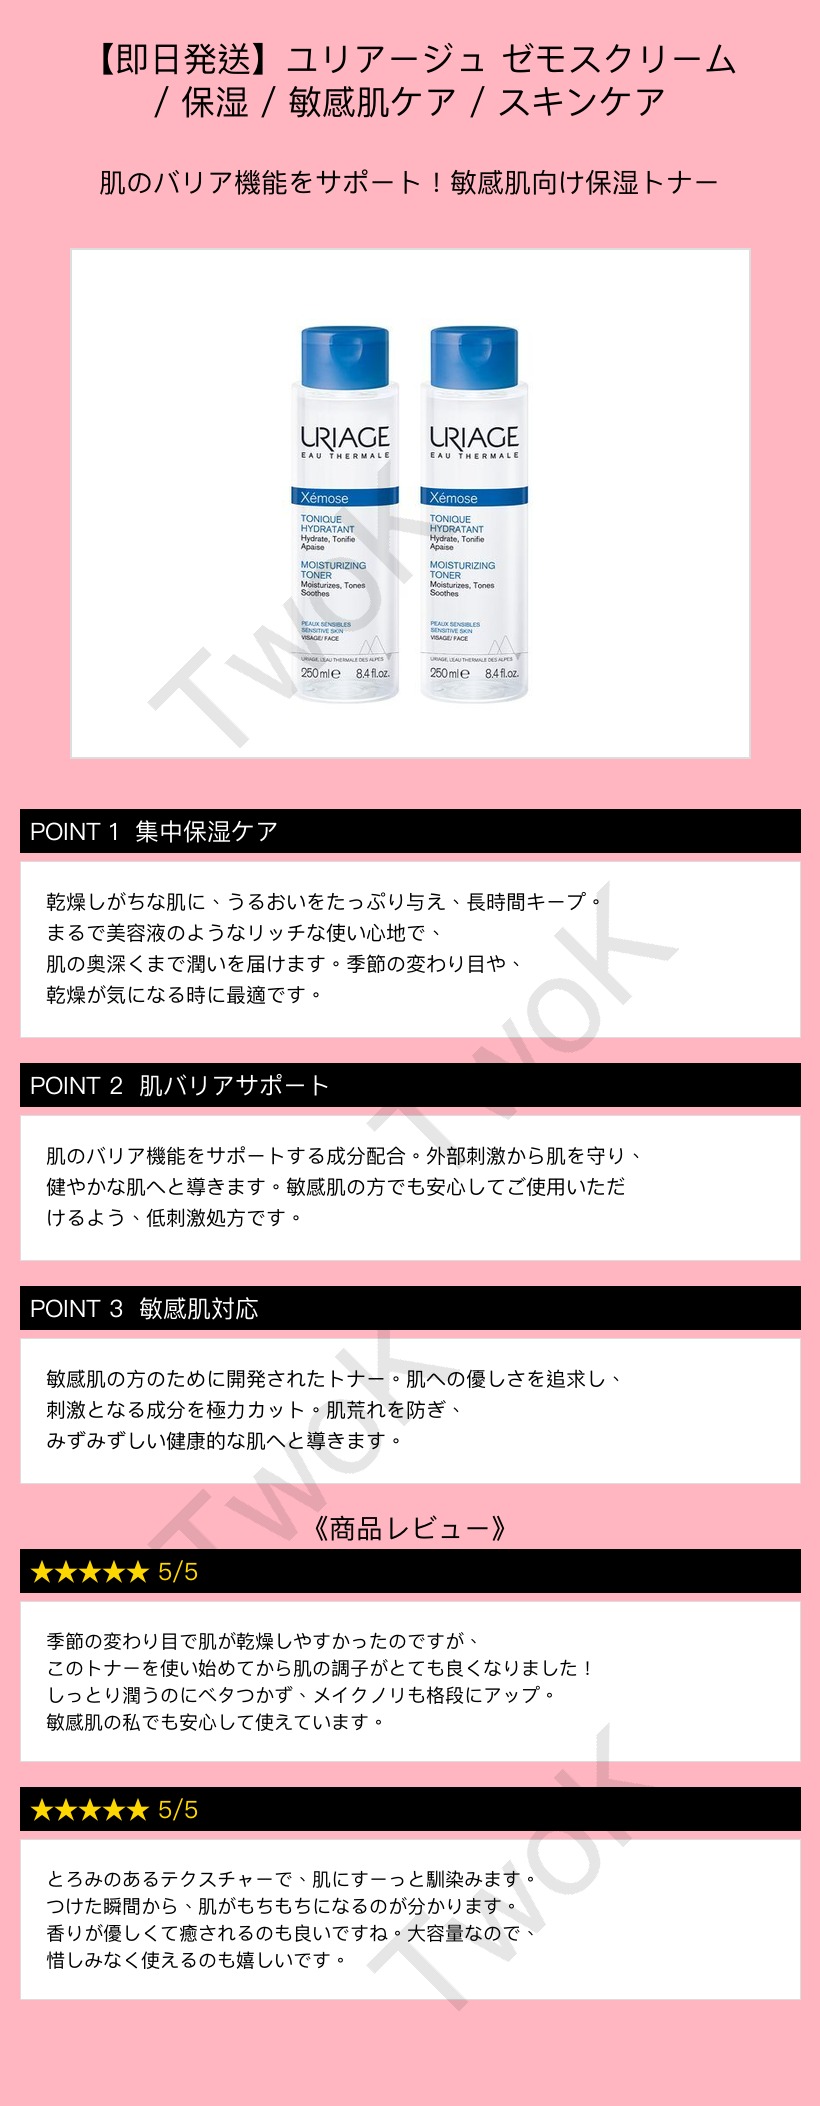 【即日発送】ユリアージュ ゼモスクリーム
/ 保湿 / 敏感肌ケア / スキンケア
肌のバリア機能をサポート！敏感肌向け保湿トナー
URIAGE
EAU THERMALE
Xémose
TONIQUE
HYDRATANT
Hydrate, Tonifie
Apaise
MOISTURIZING
TONER
Moisturizes, Tones
Soothes
PEAUX SENSIBLES
SENSITIVE SKIN
VISAGE/ FACE
URIAGE, L'EAU THERMALE DES ALPES
250 ml e 8.4 fl.oz.
URIAGE
EAU THERMALE
Xémose
TONIQUE
HYDRATANT
Hydrate, Tonifie
Apaise
MOISTURIZING
TONER
Moisturizes, Tones
Soothes
PEAUX SENSIBLES
SENSITIVE SKIN
VISAGE/ FACE
URIAGE, L'EAU THERMALE DES ALPES
250 ml e 8.4 fl.oz.
TwoK
POINT 1 集中保湿ケア
乾燥しがちな肌に、うるおいをたっぷり与え、長時間キープ。
まるで美容液のようなリッチな使い心地で、
肌の奥深くまで潤いを届けます。季節の変わり目や、
乾燥が気になる時に最適です。
TwoK
POINT 2 肌バリアサポート
肌のバリア機能をサポートする成分配合。外部刺激から肌を守り、
健やかな肌へと導きます。敏感肌の方でも安心してご使用いただ
けるよう、低刺激処方です。
POINT 3 敏感肌対応
敏感肌の方のために開発されたトナー。肌への優しさを追求し、
刺激となる成分を極力カット。肌荒れを防ぎ、
みずみずしい健康的な肌へと導きます。
TwoK
《商品レビュー》
★★★★★ 5/5
季節の変わり目で肌が乾燥しやすかったのですが、
このトナーを使い始めてから肌の調子がとても良くなりました！
しっとり潤うのにベタつかず、メイクノリも格段にアップ。
敏感肌の私でも安心して使えています。
★★★★★ 5/5
とろみのあるテクスチャーで、肌にすーっと馴染みます。
つけた瞬間から、肌がもちもちになるのが分かります。
香りが優しくて癒されるのも良いですね。大容量なので、
惜しみなく使えるのも嬉しいです。
TwoK